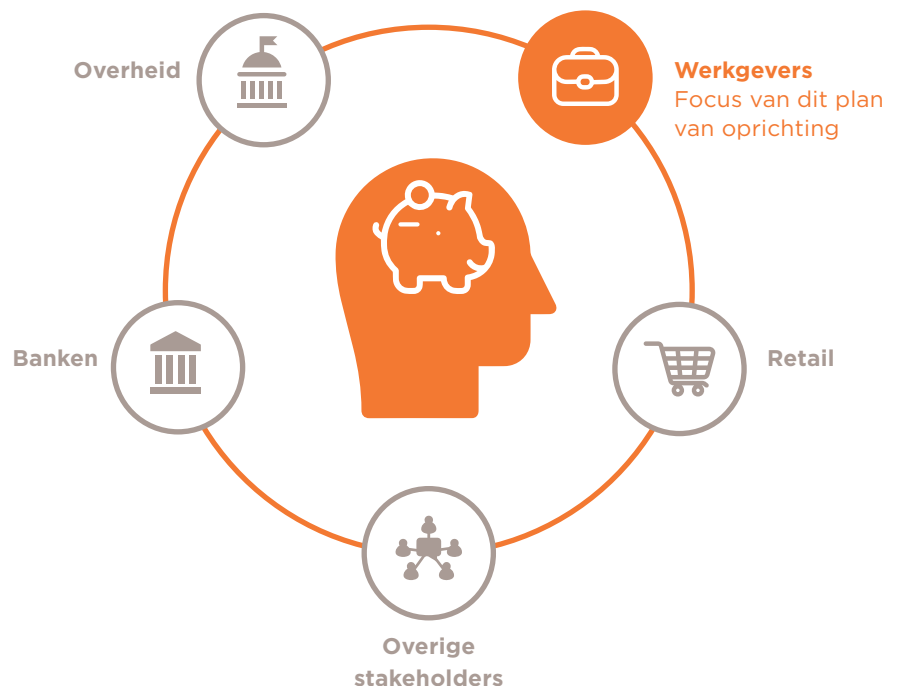 Overheid
Werkgevers
Focus van dit plan
van oprichting
Banken
Retail
Overige
stakeholders